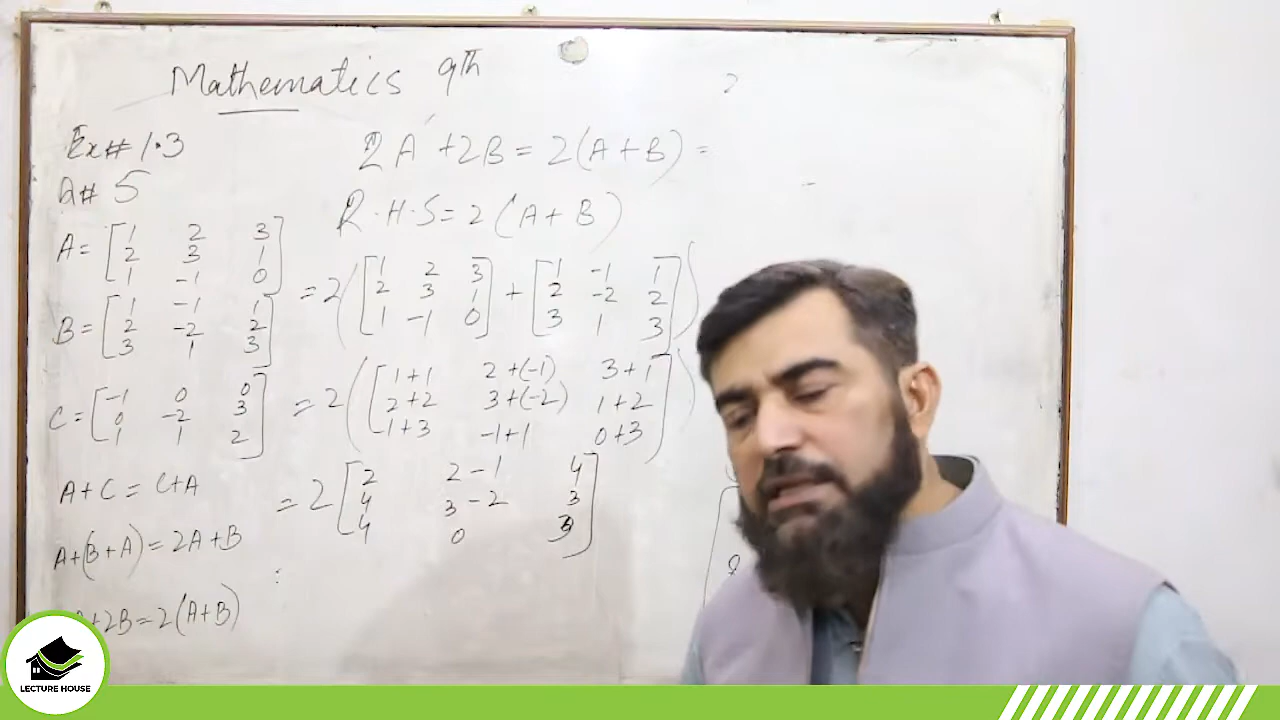 Mathematics 9th
Ex# 1.3
Q# 5
A = [1 2 3
2 3 1
1 -1 0]
B = [1 -1 1
2 -2 2
3 1 3]
C = [-1 0 0
0 -2 3
1 1 2]
A+C = C+A
A+(B+A) = 2A+B
+2B=2(A+B)
2A + 2B = 2(A+B) =
R.H.S = 2(A+B)
= 2([1 2 3
2 3 1
1 -1 0] + [1 -1 1
2 -2 2
3 1 3])
= 2([1+1 2+(-1) 3+1
2+2 3+(-2) 1+2
1+3 -1+1 0+3])
= 2[2 2-1 4
4 3-2 3
4 0 3]
2
LECTURE HOUSE